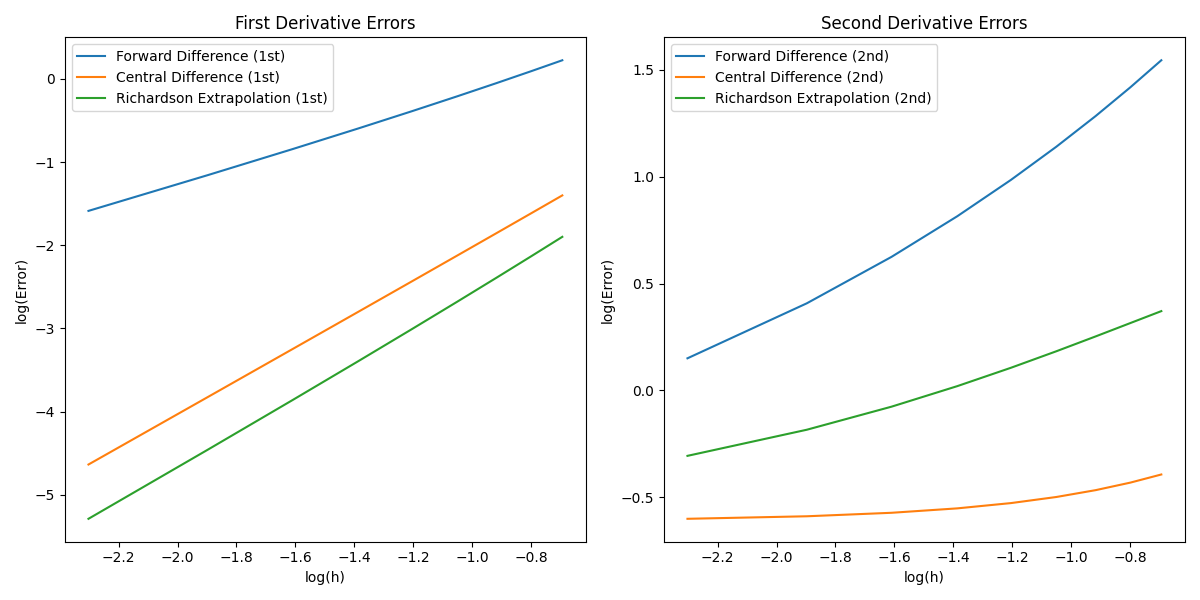 First Derivative Errors
Forward Difference (1st)
Central Difference (1st)
Richardson Extrapolation (1st)
log(Error)
0
−1
−2
−3
−4
−5
−2.2
−2.0
−1.8
−1.6
−1.4
−1.2
−1.0
−0.8
log(h)
Second Derivative Errors
Forward Difference (2nd)
Central Difference (2nd)
Richardson Extrapolation (2nd)
log(Error)
1.5
1.0
0.5
0.0
−0.5
−2.2
−2.0
−1.8
−1.6
−1.4
−1.2
−1.0
−0.8
log(h)